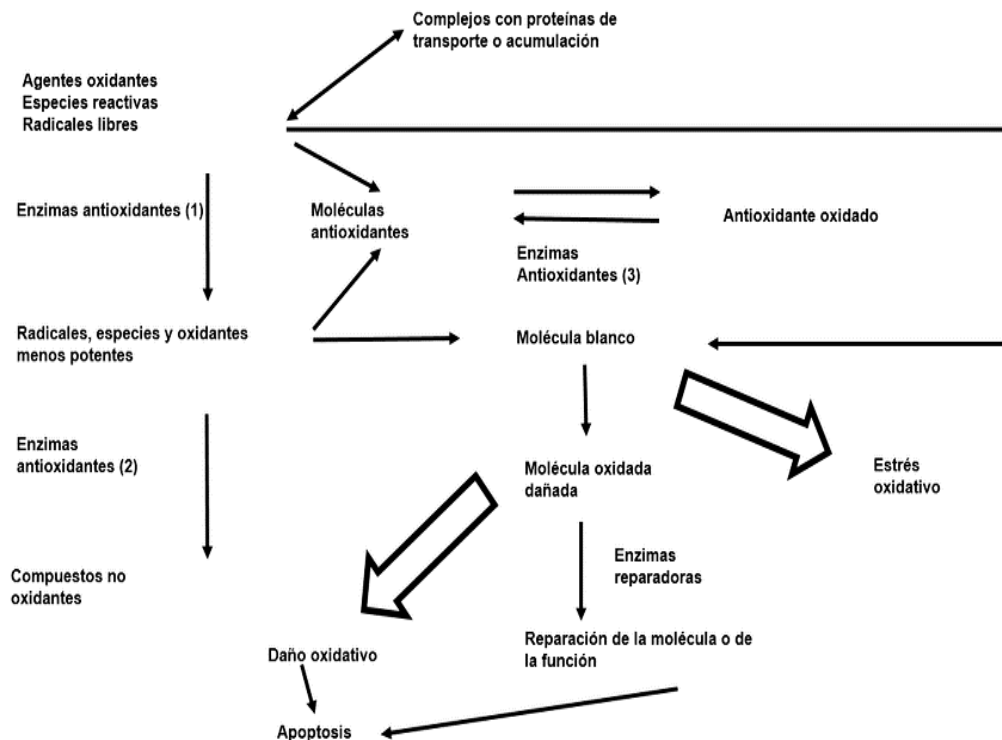 Complejos con proteínas de
transporte o acumulación
Agentes oxidantes
Especies reactivas
Radicales libres
Enzimas antioxidantes (1)
Moléculas
antioxidantes
Antioxidante oxidado
Enzimas
Antioxidantes (3)
Radicales, especies y oxidantes
menos potentes
Molécula blanco
Enzimas
antioxidantes (2)
Molécula oxidada
dañada
Estrés
oxidativo
Enzimas
reparadoras
Compuestos no
oxidantes
Reparación de la molécula o de
la función
Daño oxidativo
Apoptosis